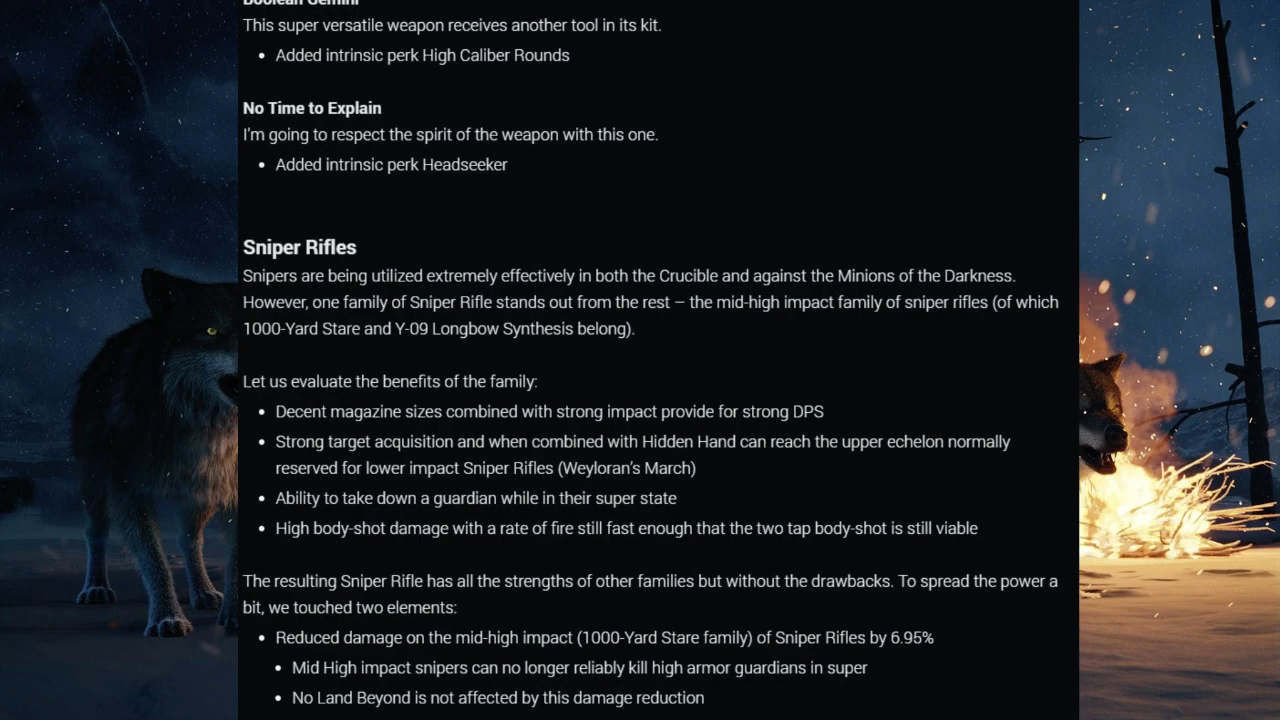 Boolean Gemini
This super versatile weapon receives another tool in its kit.
• Added intrinsic perk High Caliber Rounds
No Time to Explain
I'm going to respect the spirit of the weapon with this one.
• Added intrinsic perk Headseeker
Sniper Rifles
Snipers are being utilized extremely effectively in both the Crucible and against the Minions of the Darkness.
However, one family of Sniper Rifle stands out from the rest – the mid-high impact family of sniper rifles (of which
1000-Yard Stare and Y-09 Longbow Synthesis belong).
Let us evaluate the benefits of the family:
• Decent magazine sizes combined with strong impact provide for strong DPS
• Strong target acquisition and when combined with Hidden Hand can reach the upper echelon normally
reserved for lower impact Sniper Rifles (Weyloran's March)
• Ability to take down a guardian while in their super state
• High body-shot damage with a rate of fire still fast enough that the two tap body-shot is still viable
The resulting Sniper Rifle has all the strengths of other families but without the drawbacks. To spread the power a
bit, we touched two elements:
• Reduced damage on the mid-high impact (1000-Yard Stare family) of Sniper Rifles by 6.95%
• Mid High impact snipers can no longer reliably kill high armor guardians in super
• No Land Beyond is not affected by this damage reduction